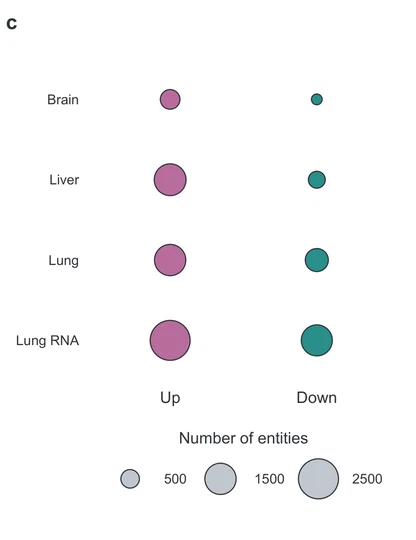 c
Brain
Liver
Lung
Lung RNA
Up Down
Number of entities
500 1500 2500